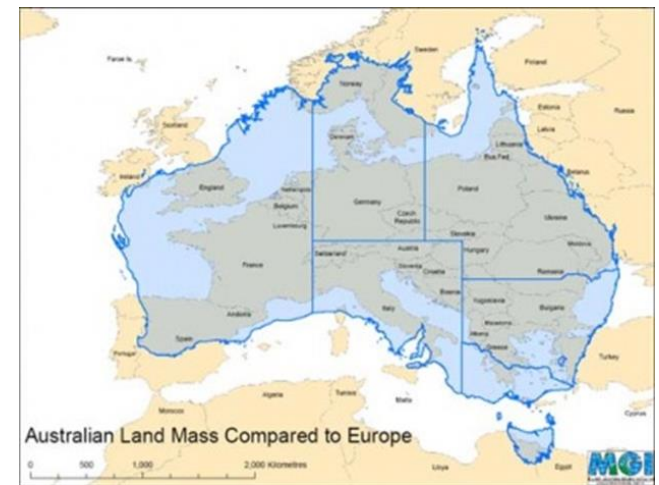 Faroe Is
Sweden
Finland
Norway
Russia
Estonia
Scotland
Latvia
Denmark
Lithuania
Ireland
Belarus
England
Netherlands
Poland
Belgium
Germany
Ukraine
Luxembourg
Czech
Republic
Slovakia
Moldova
Austria
Hungary
Switzerland
France
Slovenia
Croatia
Romania
Bosnia
Yugoslavia
Andorra
Italy
Bulgaria
Macedonia
Albania
Spain
Greece
Portugal
Turkey
Algeria
Tunisia
Malta
Morocco
Cyprus
Australian Land Mass Compared to Europe
0 500 1,000 2,000 Kilometres
Libya
Egypt
MGI